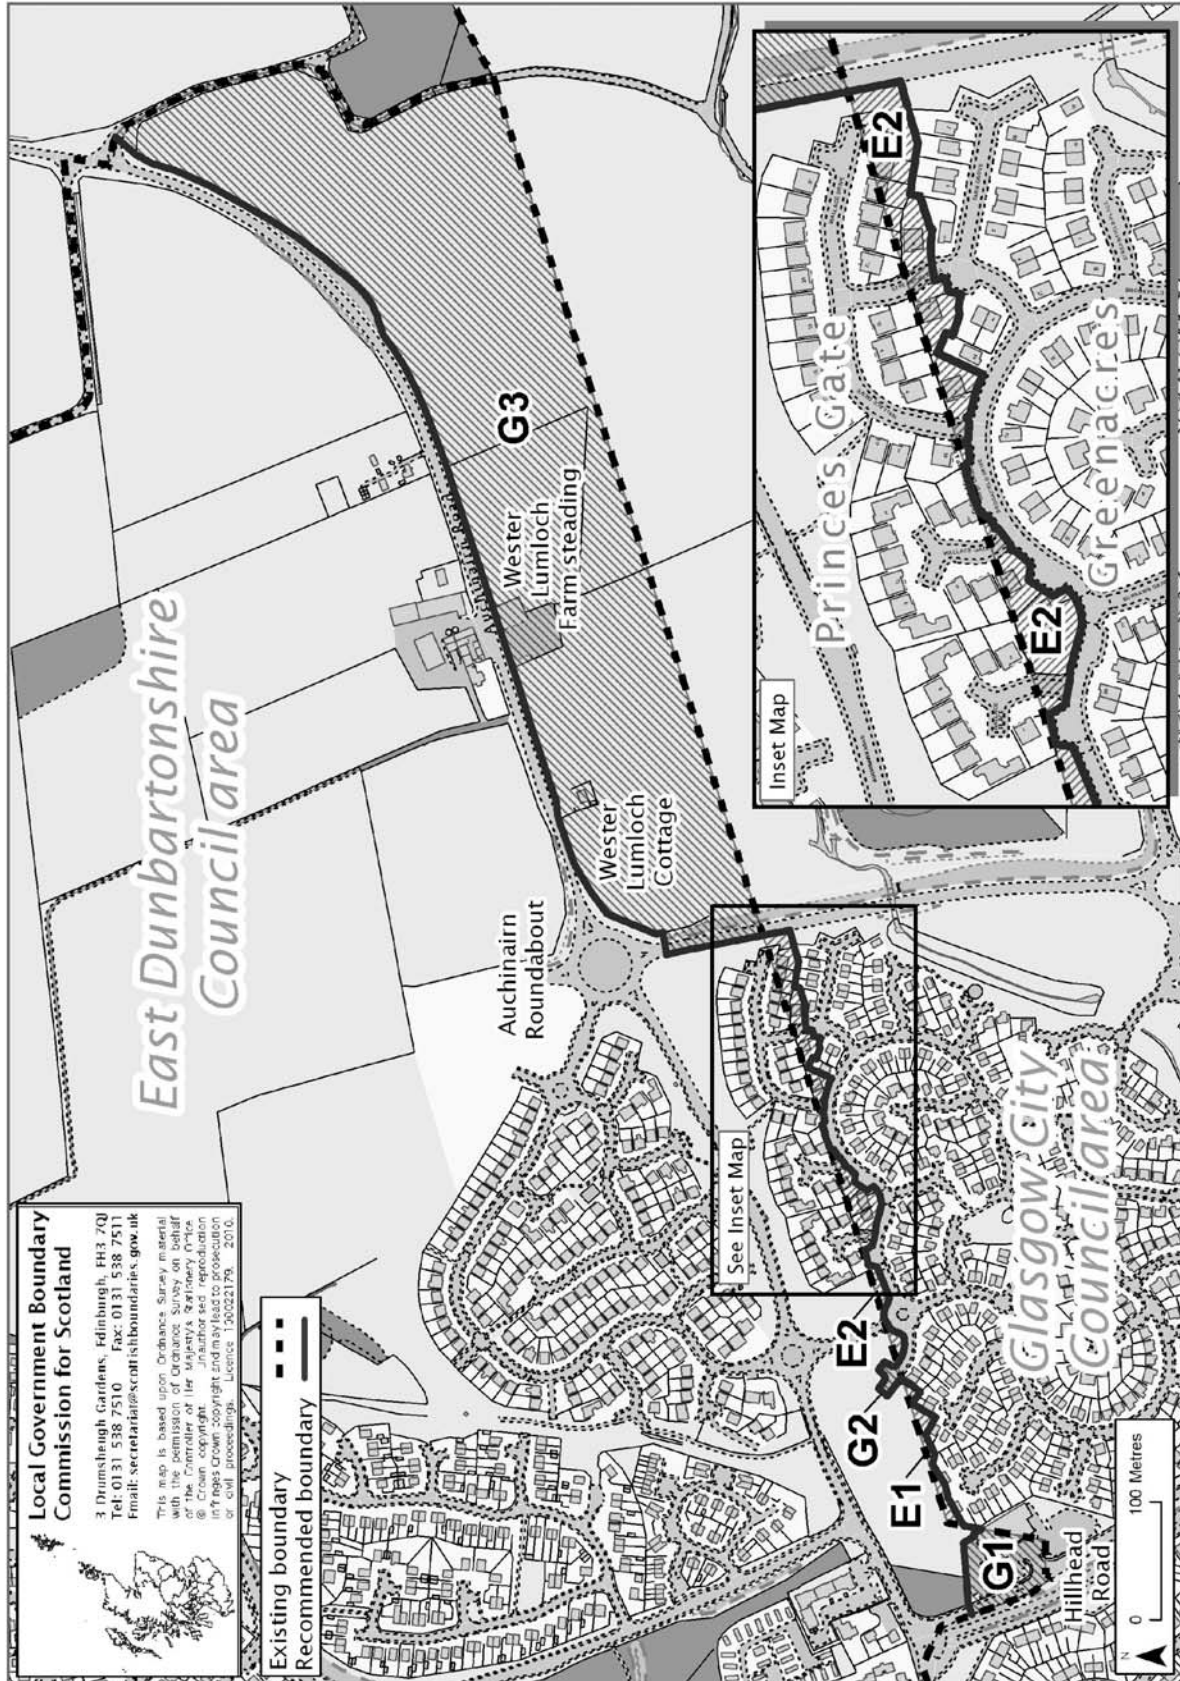 Local Government Boundary
Commission for Scotland
3 Drumsheugh Gardens, Edinburgh, EH3 7QJ
Tel: 0131 538 7510 Fax: 0131 538 7511
Email: secretariat@scottishboundaries.gov.uk
This map is based upon Ordnance Survey material
with the permission of Ordnance Survey on behalf
of the Controller of Her Majesty's Stationery Office
© Crown copyright. Unauthorised reproduction
infringes Crown copyright and may lead to prosecution
or civil proceedings. Licence 100022179. 2010.
Existing boundary
Recommended boundary
East Dunbartonshire
Council area
Auchinairn
Roundabout
Auchinairn Road
Wester
Lumloch
Farm steading
Wester
Lumloch
Cottage
G3
See Inset Map
E2
G2
E1
G1
Hillhead
Road
Glasgow City
Council area
N
0 100 Metres
Inset Map
Princes Gate
E2
E2
Greenacres